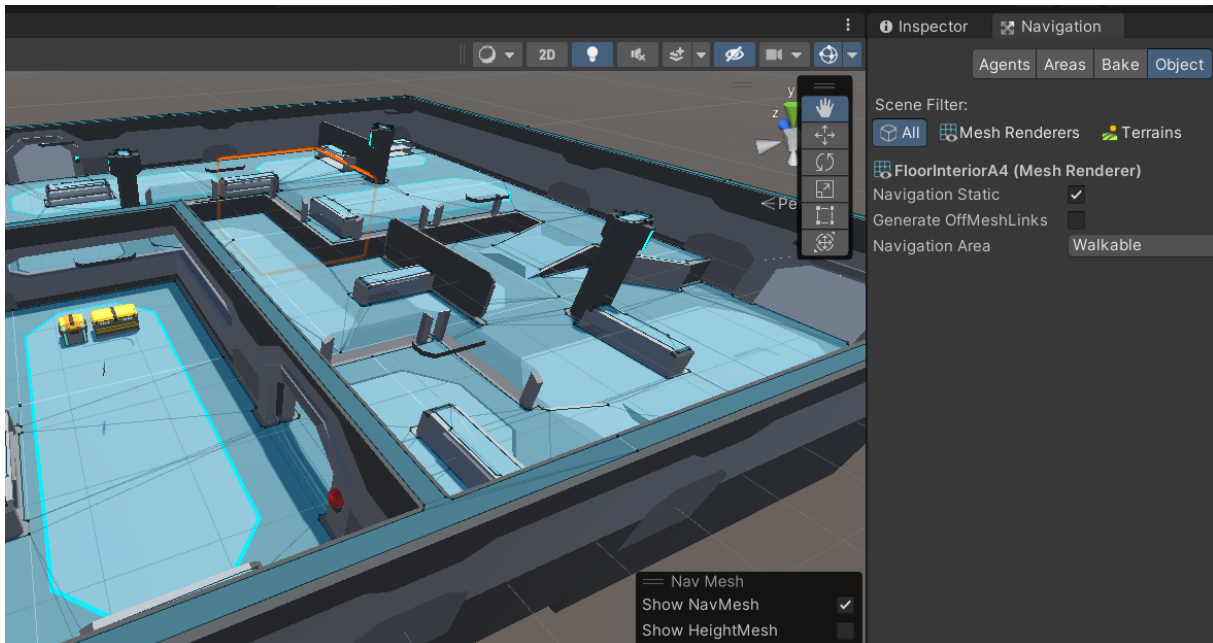 Inspector Navigation
2D
Agents Areas Bake Object
Scene Filter:
All Mesh Renderers Terrains
FloorInteriorA4 (Mesh Renderer)
Navigation Static
Generate OffMeshLinks
Navigation Area Walkable
y
z
Pe
Nav Mesh
Show NavMesh
Show HeightMesh